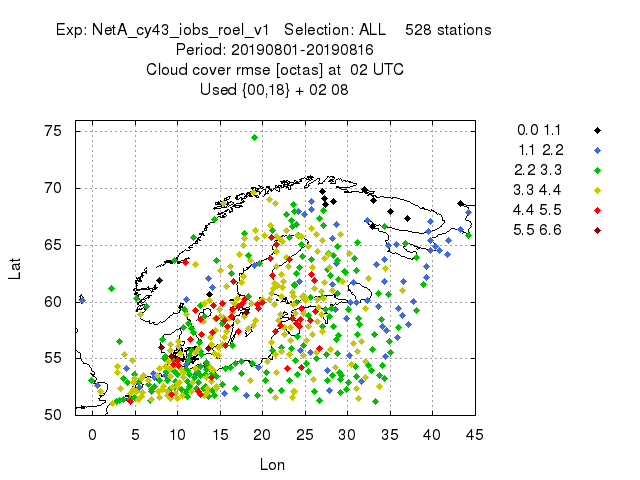 Exp: NetA_cy43_iobs_roel_v1 Selection: ALL 528 stations
Period: 20190801-20190816
Cloud cover rmse [octas] at 02 UTC
Used {00,18} + 02 08
0.0 1.1
1.1 2.2
2.2 3.3
3.3 4.4
4.4 5.5
5.5 6.6
75
70
65
60
55
50
Lat
0 5 10 15 20 25 30 35 40 45
Lon